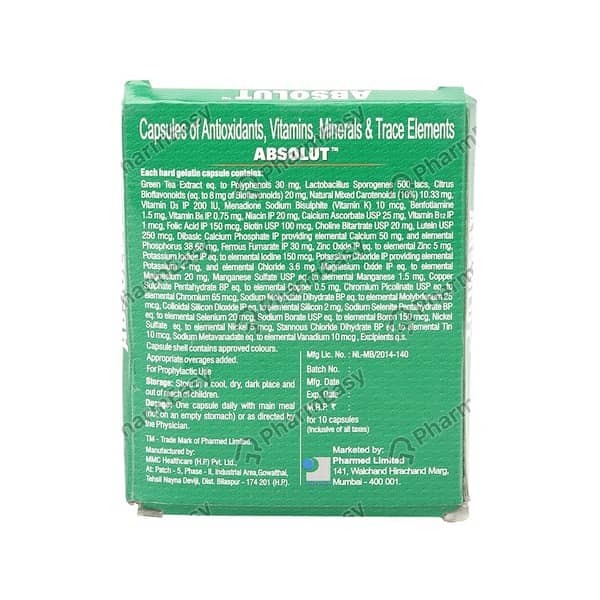 ABSOLUT™
Capsules of Antioxidants, Vitamins, Minerals & Trace Elements
ABSOLUT™
Each hard gelatin capsule contains:
Green Tea Extract eq. to Polyphenols 30 mg, Lactobacillus Sporogenes 500 lacs, Citrus
Bioflavonoids (eq. to 8 mg of Bioflavonoids) 20 mg, Natural Mixed Carotenoids (10%) 10.33 mg,
Vitamin D₃ IP 200 IU, Menadione Sodium Bisulphite (Vitamin K) 10 mcg, Benfotiamine
1.5 mg, Vitamin B₆ IP 0.75 mg, Niacin IP 20 mg, Calcium Ascorbate USP 25 mg, Vitamin B₁₂ IP
1 mcg, Folic Acid IP 150 mcg, Biotin USP 100 mcg, Choline Bitartrate USP 20 mg, Lutein USP
250 mcg, Dibasic Calcium Phosphate IP providing elemental Calcium 50 mg, and elemental
Phosphorus 38.66 mg, Ferrous Fumarate IP 30 mg, Zinc Oxide IP eq. to elemental Zinc 5 mg,
Potassium Iodide IP eq. to elemental Iodine 150 mcg, Potassium Chloride IP providing elemental
Potassium 4 mg, and elemental Chloride 3.6 mg, Magnesium Oxide IP eq. to elemental
Magnesium 20 mg, Manganese Sulphate USP eq. to elemental Manganese 1.5 mg, Copper
Sulphate Pentahydrate BP eq. to elemental Copper 0.5 mg, Chromium Picolinate USP eq. to
elemental Chromium 65 mcg, Sodium Molybdate Dihydrate BP eq. to elemental Molybdenum 25
mcg, Colloidal Silicon Dioxide IP eq. to elemental Silicon 2 mg, Sodium Selenite Pentahydrate BP
eq. to elemental Selenium 20 mcg, Sodium Borate USP eq. to elemental Boron 150 mcg, Nickel
Sulfate eq. to elemental Nickel 5 mcg, Stannous Chloride Dihydrate BP eq. to elemental Tin
10 mcg, Sodium Metavanadate eq. to elemental Vanadium 10 mcg, Excipients q.s.
Capsule shell contains approved colours.
Appropriate overages added.
For Prophylactic Use
Storage: Store in a cool, dry, dark place and
out of reach of children.
Dosage: One capsule daily with main meal
(not on an empty stomach) or as directed by
the Physician.
TM - Trade Mark of Pharmed Limited.
Manufactured by:
MMC Healthcare (H.P.) Pvt. Ltd.,
At: Patch - 5, Phase - II, Industrial Area, Gowalthai,
Tehsil Nayna Deviji, Dist. Bilaspur - 174 201 (H.P.)
Mfg Lic. No. : NL-MB/2014-140
Batch No. :
Mfg. Date :
Exp. Date :
M.R.P. ₹ :
for 10 capsules
(Inclusive of all taxes)
Marketed by:
Pharmed Limited
141, Walchand Hirachand Marg,
Mumbai - 400 001.
PharmEasy